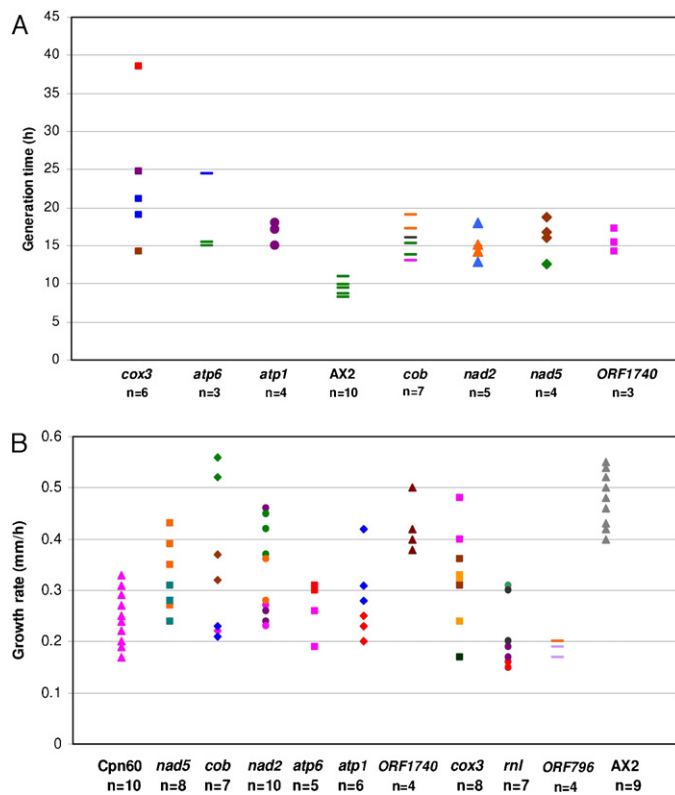 A
45
40
35
30
25
20
15
10
5
0
Generation time (h)
cox3 atp6 atp1 AX2 cob nad2 nad5 ORF1740
n=6 n=3 n=4 n=10 n=7 n=5 n=4 n=3
B
0.6
0.5
0.4
0.3
0.2
0.1
0
Growth rate (mm/h)
Cpn60 nad5 cob nad2 atp6 atp1 ORF1740 cox3 rnl ORF796 AX2
n=10 n=8 n=7 n=10 n=5 n=6 n=4 n=8 n=7 n=4 n=9